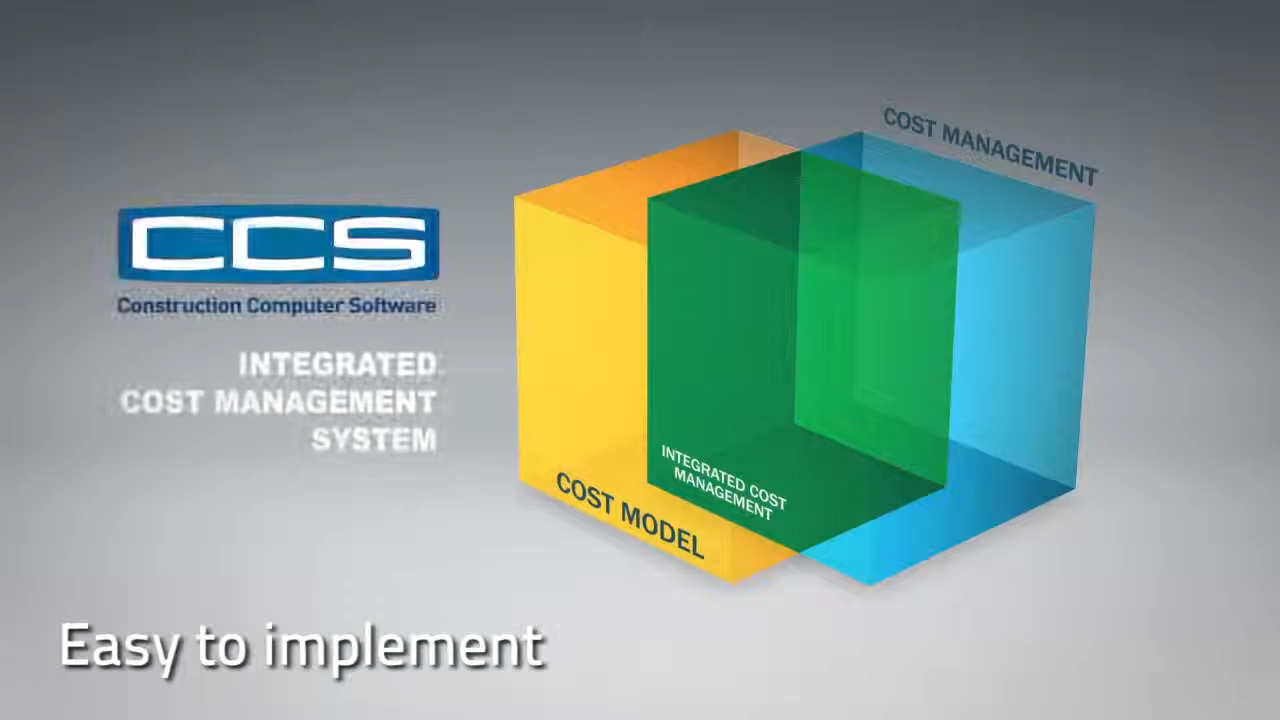 CCS
Construction Computer Software
INTEGRATED
COST MANAGEMENT
SYSTEM
COST MANAGEMENT
INTEGRATED COST
MANAGEMENT
COST MODEL
Easy to implement